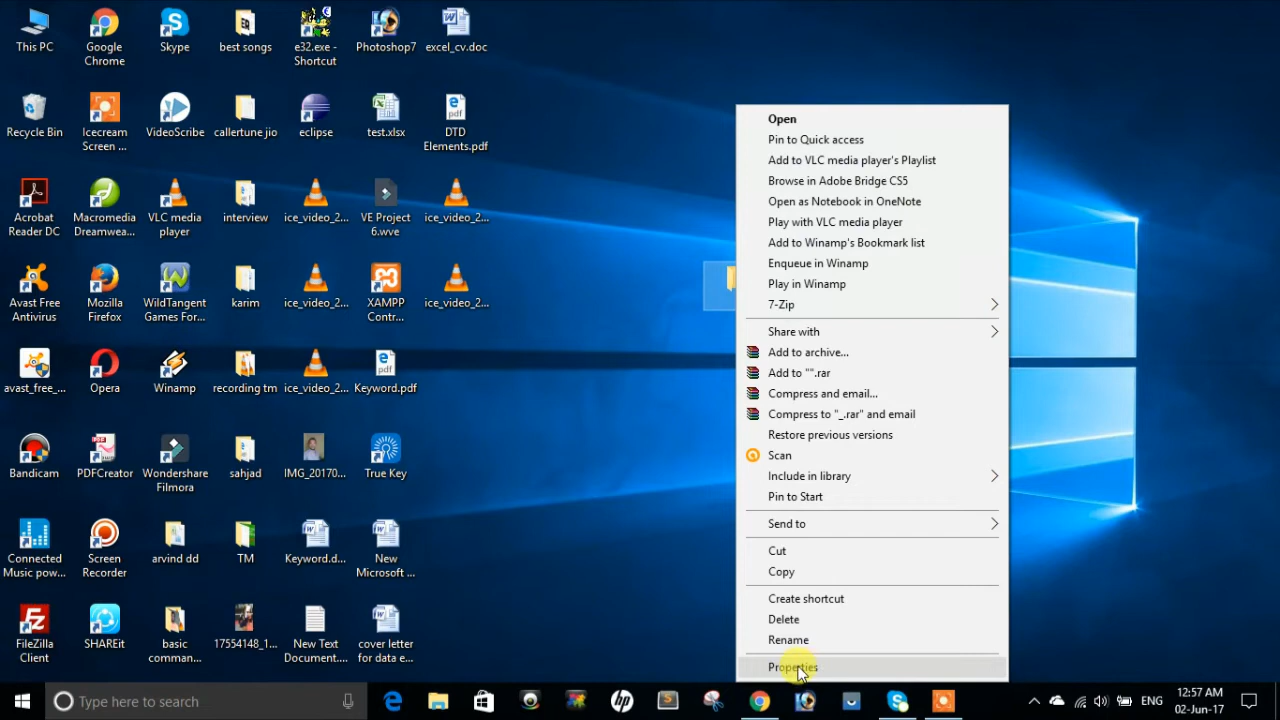 This PC
Google
Chrome
Skype
best songs
e32.exe -
Shortcut
Photoshop7
excel_cv.doc
Recycle Bin
Icecream
Screen ...
VideoScribe
callertune jio
eclipse
test.xlsx
DTD
Elements.pdf
Acrobat
Reader DC
Macromedia
Dreamwea...
VLC media
player
interview
ice_video_2...
VE Project
6.wve
ice_video_2...
Avast Free
Antivirus
Mozilla
Firefox
WildTangent
Games For...
karim
ice_video_2...
XAMPP
Contr...
ice_video_2...
avast_free_...
Opera
Winamp
recording tm
ice_video_2...
Keyword.pdf
Bandicam
PDFCreator
Wondershare
Filmora
sahjad
IMG_20170...
True Key
Connected
Music pow...
Screen
Recorder
arvind dd
TM
Keyword.d...
New
Microsoft ...
FileZilla
Client
SHAREit
basic
comman...
17554148_1...
New Text
Document....
cover letter
for data e...
Open
Pin to Quick access
Add to VLC media player's Playlist
Browse in Adobe Bridge CS5
Open as Notebook in OneNote
Play with VLC media player
Add to Winamp's Bookmark list
Enqueue in Winamp
Play in Winamp
7-Zip
Share with
Add to archive...
Add to "".rar
Compress and email...
Compress to "_.rar" and email
Restore previous versions
Scan
Include in library
Pin to Start
Send to
Cut
Copy
Create shortcut
Delete
Rename
Properties
Type here to search
ENG
12:57 AM
02-Jun-17